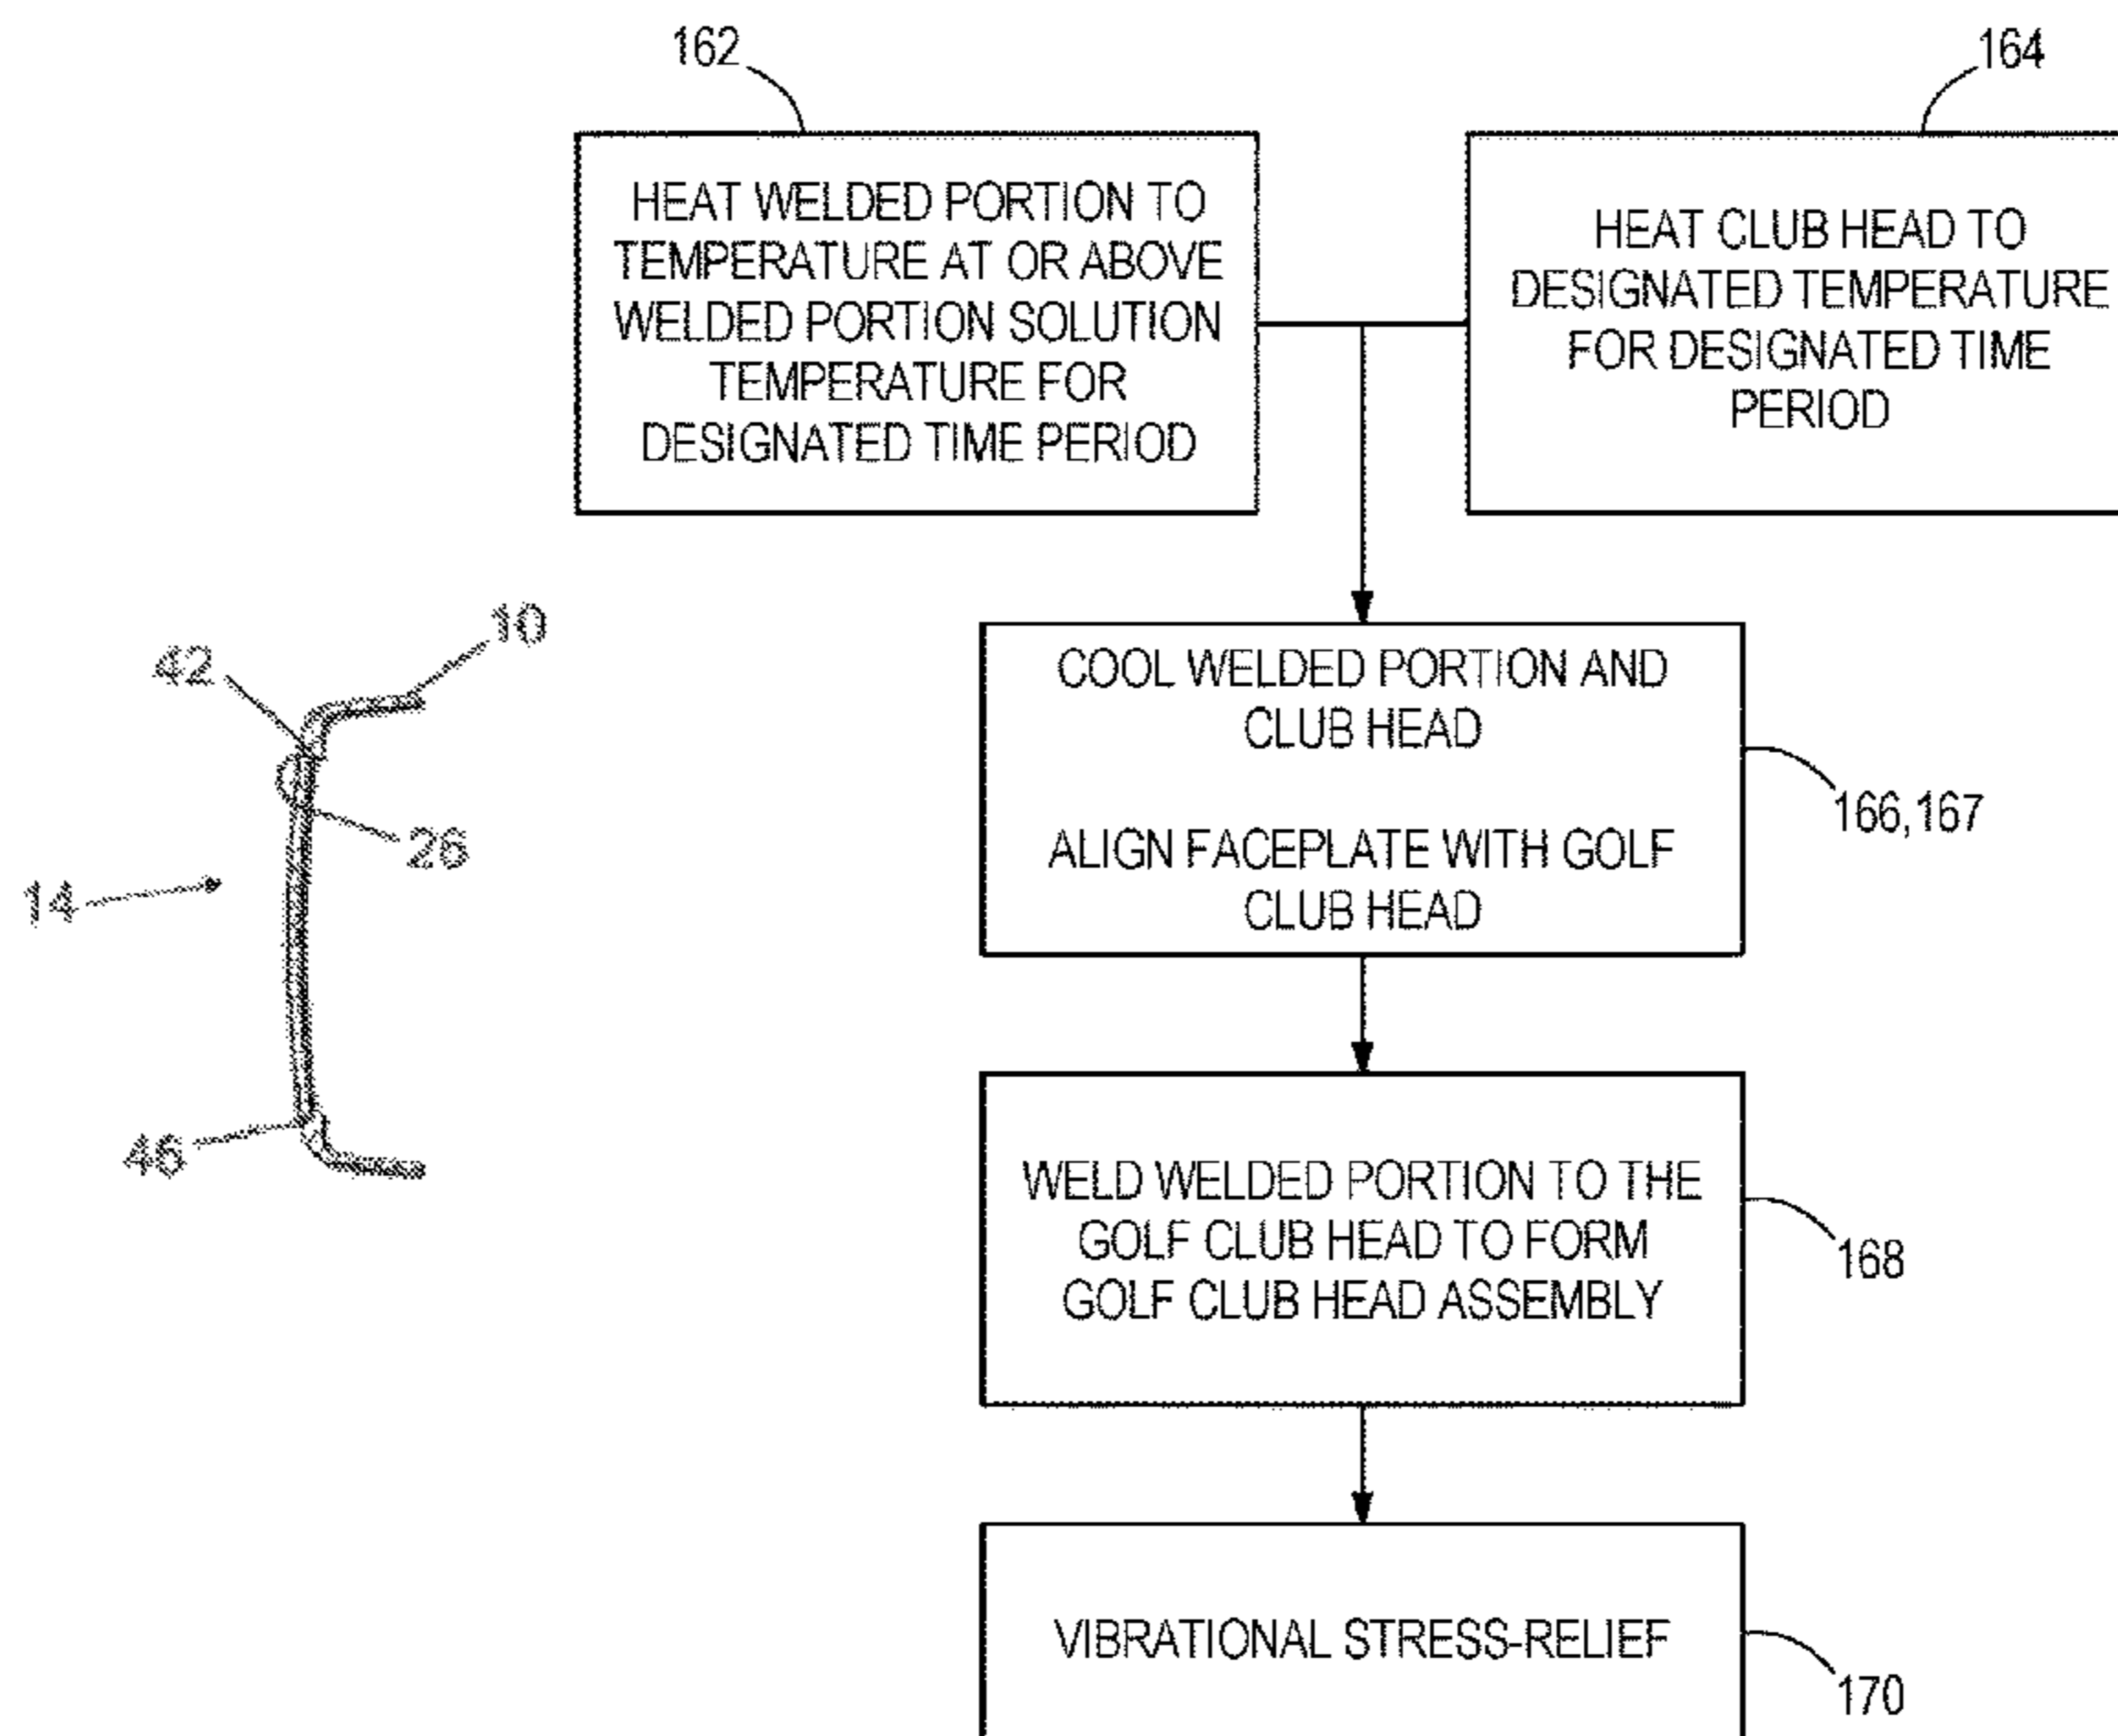 162
164
HEAT WELDED PORTION TO
TEMPERATURE AT OR ABOVE
WELDED PORTION SOLUTION
TEMPERATURE FOR
DESIGNATED TIME PERIOD
HEAT CLUB HEAD TO
DESIGNATED TEMPERATURE
FOR DESIGNATED TIME
PERIOD
10
42
26
14
46
COOL WELDED PORTION AND
CLUB HEAD
ALIGN FACEPLATE WITH GOLF
CLUB HEAD
166,167
WELD WELDED PORTION TO THE
GOLF CLUB HEAD TO FORM
GOLF CLUB HEAD ASSEMBLY
168
VIBRATIONAL STRESS-RELIEF
170